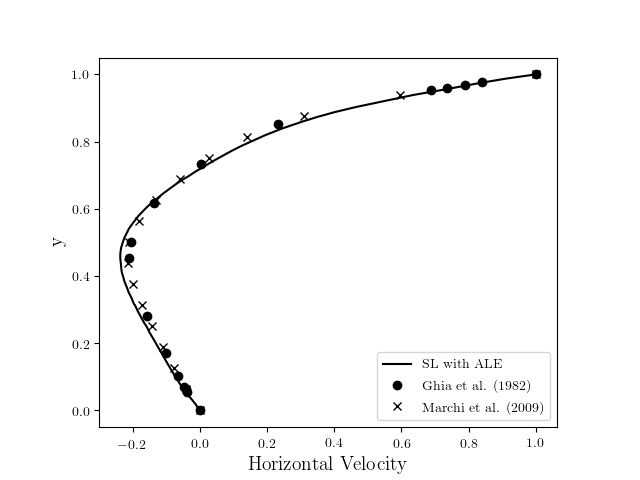 1.0
0.8
0.6
0.4
0.2
0.0
y
SL with ALE
Ghia et al. (1982)
Marchi et al. (2009)
−0.2 0.0 0.2 0.4 0.6 0.8 1.0
Horizontal Velocity